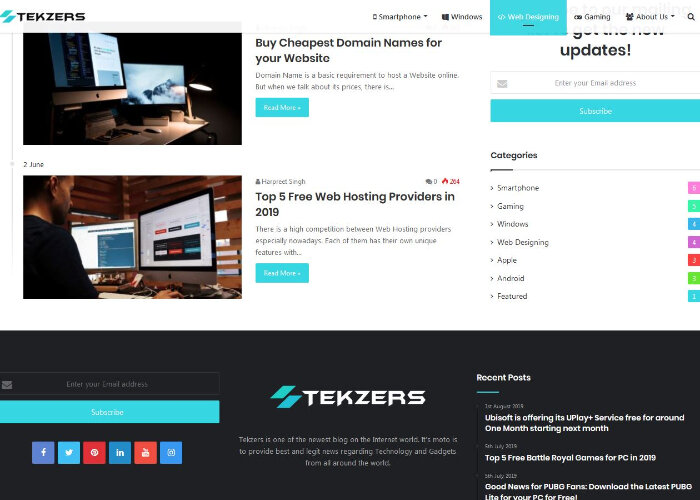 TEKZERS
Smartphone
Windows
Web Designing
Gaming
About Us
get the new
updates!
Buy Cheapest Domain Names for
your Website
Domain Name is a basic requirement to host a Website online.
But when we talk about its prices, there is...
Read More »
Enter your Email address
Subscribe
2 June
Harpreet Singh
0
264
Top 5 Free Web Hosting Providers in
2019
There is a high competition between Web Hosting providers
especially nowadays. Each of them has their own unique
features with...
Read More »
Categories
Smartphone
Gaming
Windows
Web Designing
Apple
Android
Featured
6
5
4
4
3
3
1
Enter your Email address
Subscribe
TEKZERS
Tekzers is one of the newest blog on the Internet world. It's moto is
to provide best and legit news regarding Technology and Gadgets
from all around the world.
Recent Posts
1st August 2019
Ubisoft is offering its UPlay+ Service free for around
One Month starting next month
5th July 2019
Top 5 Free Battle Royal Games for PC in 2019
5th July 2019
Good News for PUBG Fans: Download the Latest PUBG
Lite for your PC for Free!